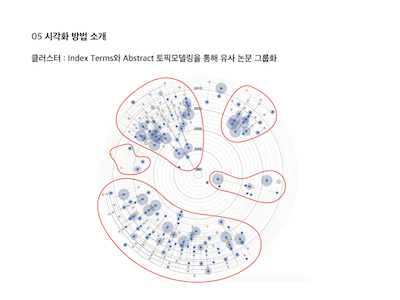 05 시각화 방법 소개
클러스터 : Index Terms와 Abstract 토픽모델링을 통해 유사 논문 그룹화